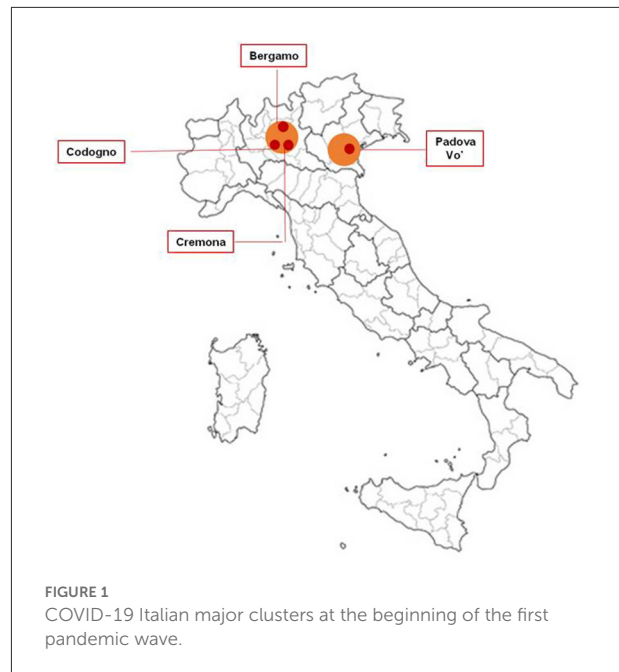 Bergamo
Codogno
Padova
Vo'
Cremona
FIGURE 1
COVID-19 Italian major clusters at the beginning of the first
pandemic wave.